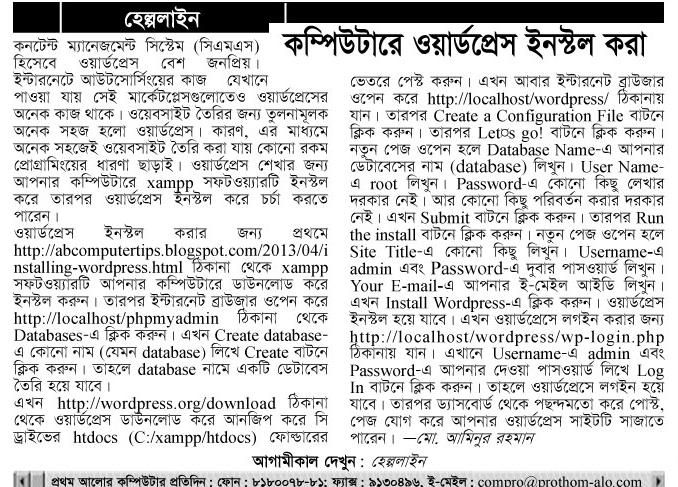 হেল্পলাইন
কম্পিউটারে ওয়ার্ডপ্রেস ইনস্টল করা
কনটেন্ট ম্যানেজমেন্ট সিস্টেম (সিএমএস)
হিসেবে ওয়ার্ডপ্রেস বেশ জনপ্রিয়।
ইন্টারনেটে আউটসোর্সিংয়ের কাজ যেখানে
পাওয়া যায় সেই মার্কেটপ্লেসগুলোতেও ওয়ার্ডপ্রেসের
অনেক কাজ থাকে। ওয়েবসাইট তৈরির জন্য তুলনামূলক
অনেক সহজ হলো ওয়ার্ডপ্রেস। কারণ, এর মাধ্যমে
অনেক সহজেই ওয়েবসাইট তৈরি করা যায় কোনো রকম
প্রোগ্রামিংয়ের ধারণা ছাড়াই। ওয়ার্ডপ্রেস শেখার জন্য
আপনার কম্পিউটারে xampp সফটওয়্যারটি ইনস্টল
করে তারপর ওয়ার্ডপ্রেস ইনস্টল করে চর্চা করতে
পারেন।
ওয়ার্ডপ্রেস ইনস্টল করার জন্য প্রথমে
http://abcomputertips.blogspot.com/2013/04/i
nstalling-wordpress.html ঠিকানা থেকে xampp
সফটওয়্যারটি আপনার কম্পিউটারে ডাউনলোড করে
ইনস্টল করুন। তারপর ইন্টারনেট ব্রাউজার ওপেন করে
http://localhost/phpmyadmin ঠিকানা থেকে
Databases-এ ক্লিক করুন। এখন Create database-
এ কোনো নাম (যেমন database) লিখে Create বাটনে
ক্লিক করুন। তাহলে database নামে একটি ডেটাবেস
তৈরি হয়ে যাবে।
এখন http://wordpress.org/download ঠিকানা
থেকে ওয়ার্ডপ্রেস ডাউনলোড করে আনজিপ করে সি
ড্রাইভের htdocs (C:/xampp/htdocs) ফোল্ডারের
ভেতরে পেস্ট করুন। এখন আবার ইন্টারনেট ব্রাউজার
ওপেন করে http://localhost/wordpress/ ঠিকানায়
যান। তারপর Create a Configuration File বাটনে
ক্লিক করুন। তারপর Let¤s go! বাটনে ক্লিক করুন।
নতুন পেজ ওপেন হলে Database Name-এ আপনার
ডেটাবেসের নাম (database) লিখুন। User Name-
এ root লিখুন। Password-এ কোনো কিছু লেখার
দরকার নেই। আর কোনো কিছু পরিবর্তন করার দরকার
নেই। এখন Submit বাটনে ক্লিক করুন। তারপর Run
the install বাটনে ক্লিক করুন। নতুন পেজ ওপেন হলে
Site Title-এ কোনো কিছু লিখুন। Username-এ
admin এবং Password-এ দুবার পাসওয়ার্ড লিখুন।
Your E-mail-এ আপনার ই-মেইল আইডি লিখুন।
এখন Install Wordpress-এ ক্লিক করুন। ওয়ার্ডপ্রেস
ইনস্টল হয়ে যাবে। এখন ওয়ার্ডপ্রেসে লগইন করার জন্য
http://localhost/wordpress/wp-login.php
ঠিকানায় যান। এখানে Username-এ admin এবং
Password-এ আপনার দেওয়া পাসওয়ার্ড লিখে Log
In বাটনে ক্লিক করুন। তাহলে ওয়ার্ডপ্রেসে লগইন হয়ে
যাবে। তারপর ড্যাসবোর্ড থেকে পছন্দমতো করে পোস্ট,
পেজ যোগ করে আপনার ওয়ার্ডপ্রেস সাইটটি সাজাতে
পারেন। —মো. আমিনুর রহমান
আগামীকাল দেখুন : হেল্পলাইন
প্রথম আলোর কম্পিউটার প্রতিদিন : ফোন : ৮১৮০০৭৮-৮১; ফ্যাক্স : ৯১৩০৪৯৬, ই-মেইল : compro@prothom-alo.com